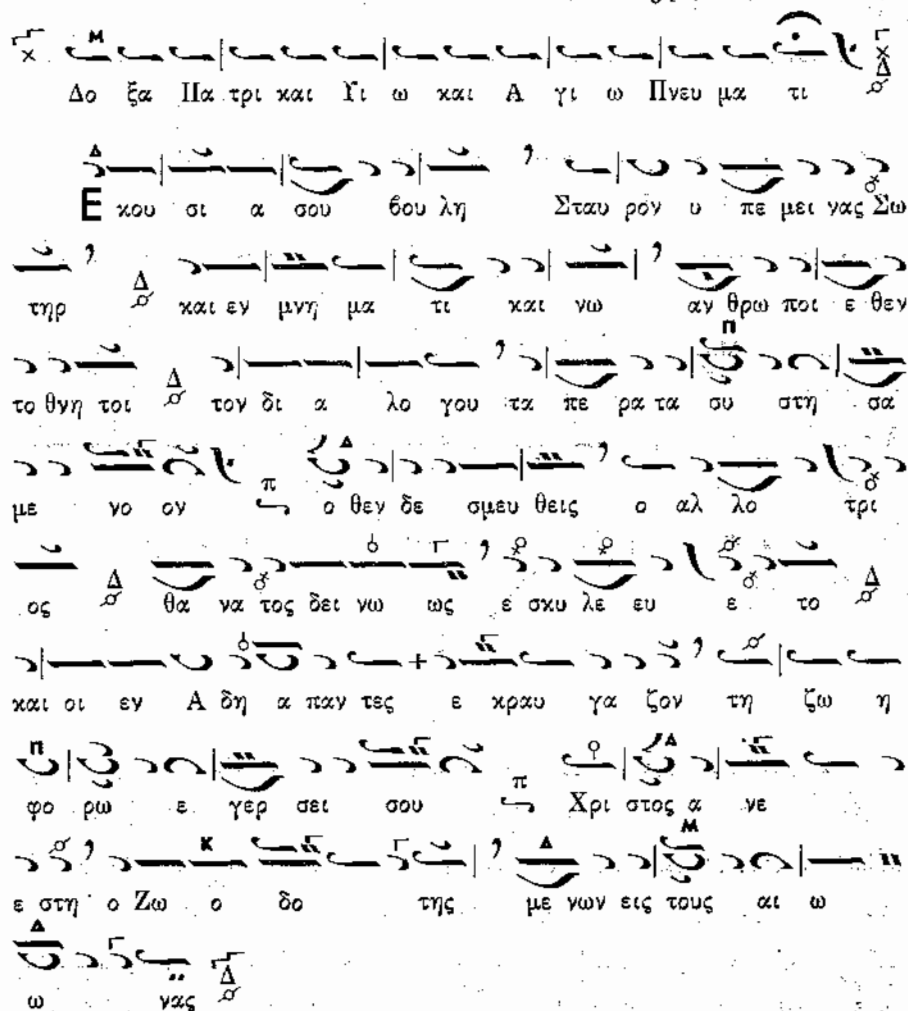 Δο ξα Πα τρι και Υι ω και Α γι ω Πνευ μα τι
Ε κου σι α σου βου λη Σταυ ρον υ πε μει νας Σω
τηρ και εν μνη μα τι και νω αν θρω ποι ε θεν
το θνη τοι τον δι α λο γου τα πε ρα τα συ στη σα
με νο ον ο θεν δε σμευ θεις ο αλ λο τρι
ος θα να τος δει νω ως ε σκυ λε ευ ε το
και οι εν Α δη α παν τες ε κραυ γα ζον τη ζω η
φο ρω ε γερ σει σου Χρι στος α νε
ε στη ο Ζω ο δο της με νων εις τους αι ω
ω νας